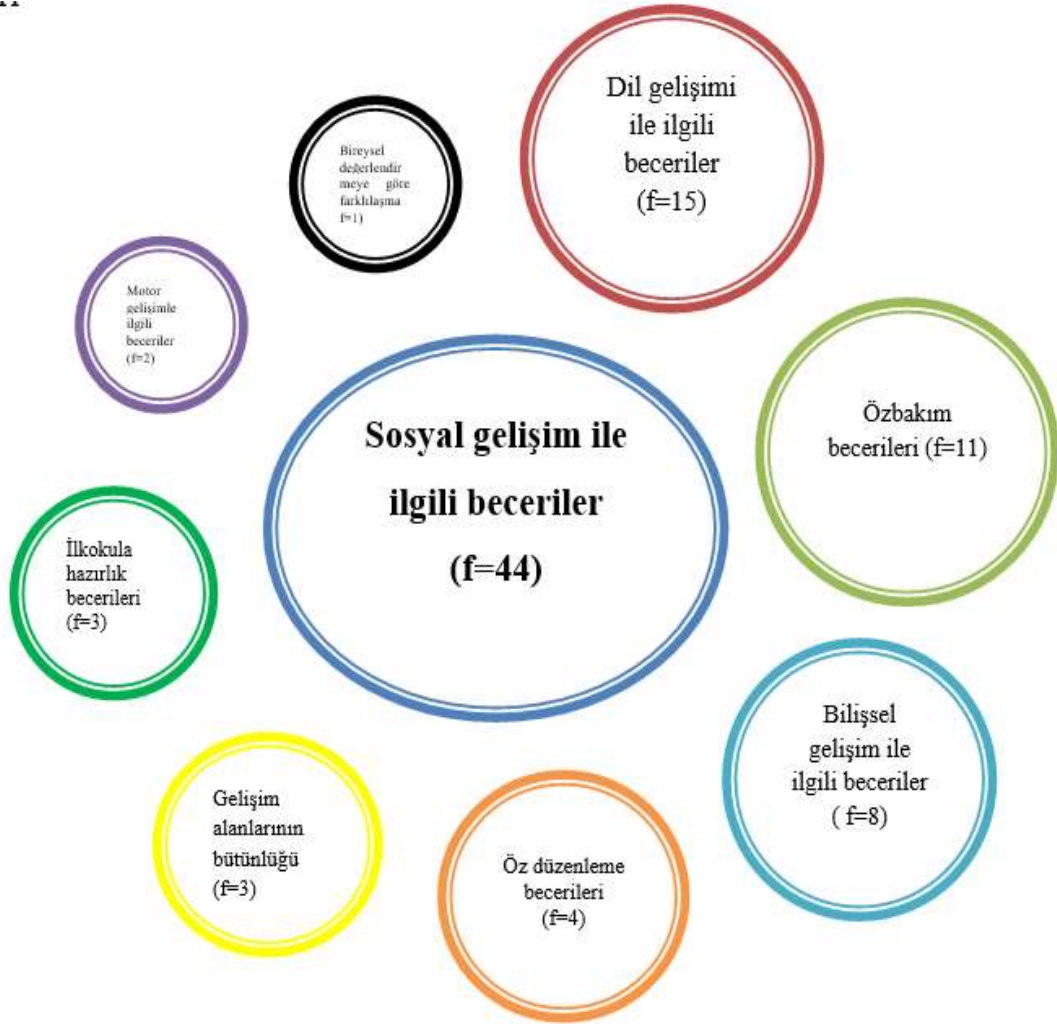 Dil gelişimi
ile ilgili
beceriler
(f=15)
Bireysel
değerlendir
meye göre
farklılaşma
f=1)
Motor
gelişimle
ilgili
beceriler
(f=2)
Sosyal gelişim ile
ilgili beceriler
(f=44)
Özbakım
becerileri (f=11)
İlkokula
hazırlık
becerileri
(f=3)
Bilişsel
gelişim ile
ilgili beceriler
( f=8)
Gelişim
alanlarının
bütünlüğü
(f=3)
Öz düzenleme
becerileri
(f=4)